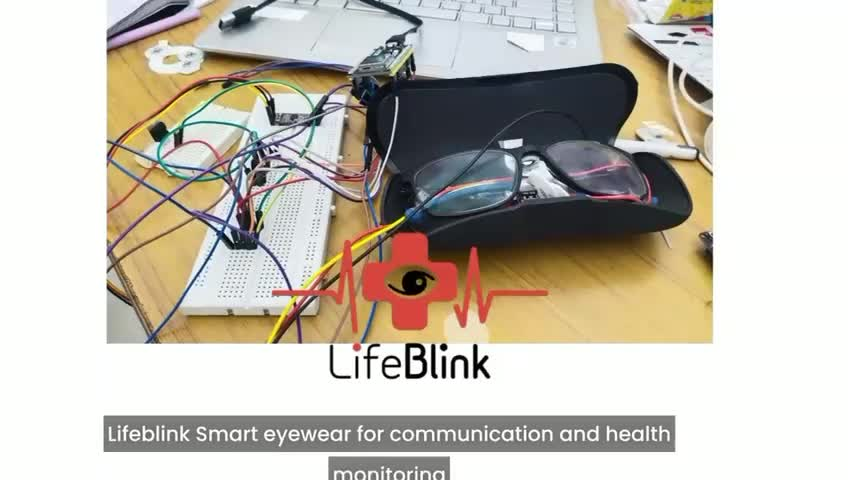 LifeBlink
Lifeblink Smart eyewear for communication and health
monitoring